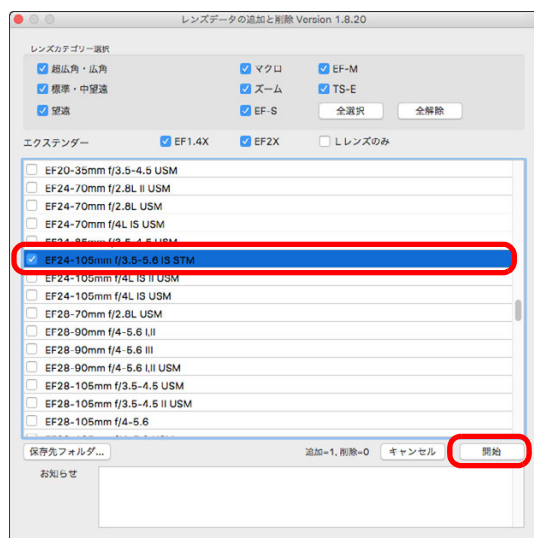 レンズデータの追加と削除 Version 1.8.20
レンズカテゴリー選択
超広角・広角 マクロ EF-M
標準・中望遠 ズーム TS-E
望遠 EF-S 全選択 全解除
エクステンダー EF1.4X EF2X Lレンズのみ
EF20-35mm f/3.5-4.5 USM
EF24-70mm f/2.8L II USM
EF24-70mm f/2.8L USM
EF24-70mm f/4L IS USM
EF24-85mm f/3.5-4.5 USM
EF24-105mm f/3.5-5.6 IS STM
EF24-105mm f/4L IS II USM
EF24-105mm f/4L IS USM
EF28-70mm f/2.8L USM
EF28-90mm f/4-5.6 I,II
EF28-90mm f/4-5.6 III
EF28-90mm f/4-5.6 I,II USM
EF28-105mm f/3.5-4.5 USM
EF28-105mm f/3.5-4.5 II USM
EF28-105mm f/4-5.6
保存先フォルダ... 追加=1, 削除=0 キャンセル 開始
お知らせ